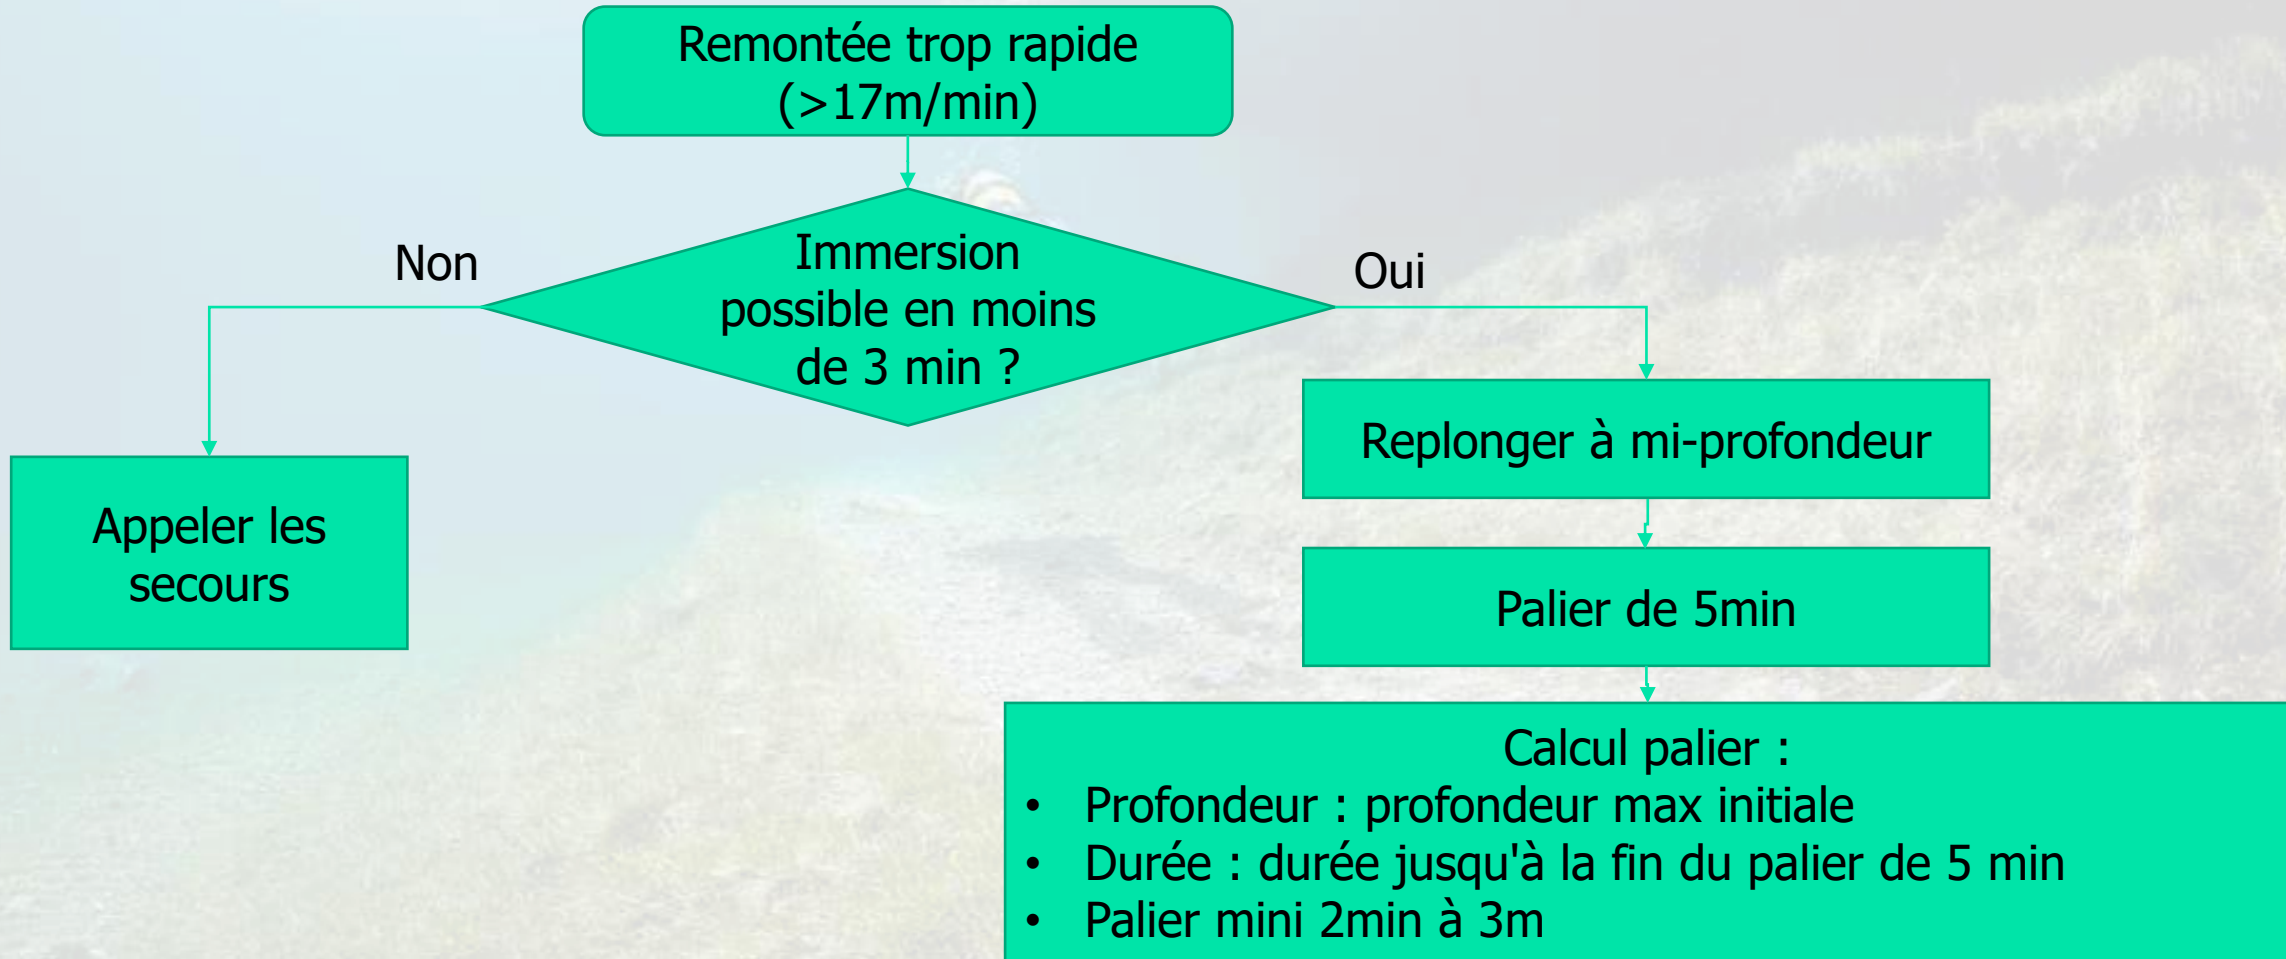 Remontée trop rapide
(>17m/min)
Non
Immersion
possible en moins
de 3 min ?
Oui
Replonger à mi-profondeur
Appeler les
secours
Palier de 5min
Calcul palier :
• Profondeur : profondeur max initiale
• Durée : durée jusqu'à la fin du palier de 5 min
• Palier mini 2min à 3m